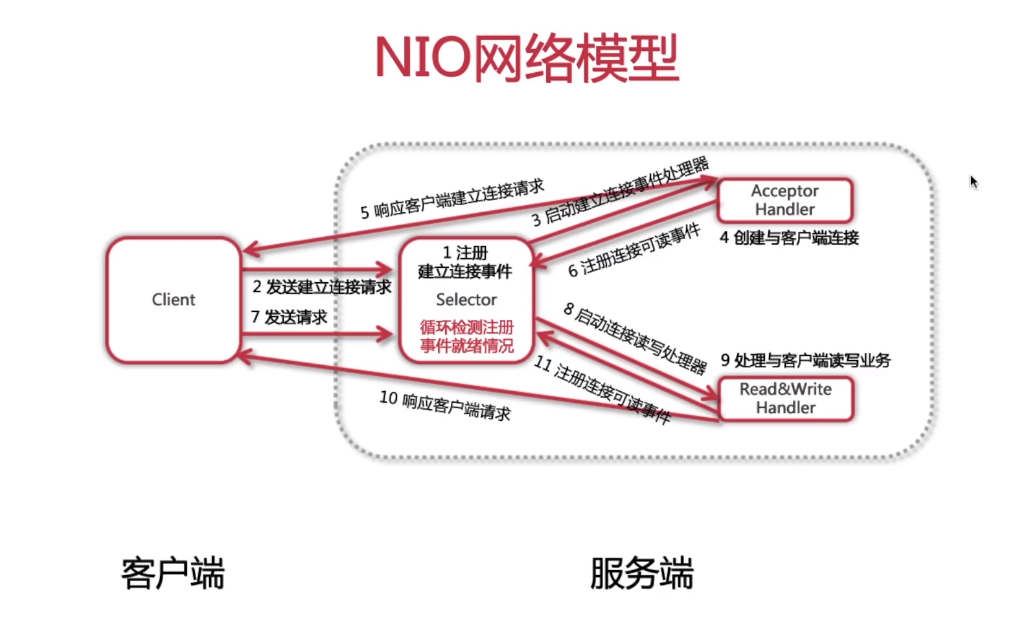 NIO网络模型
5 响应客户端建立连接请求
3 启动建立连接事件处理器
Acceptor
Handler
4 创建与客户端连接
6 注册连接可读事件
1 注册
建立连接事件
Selector
循环检测注册
事件就绪情况
Client
2 发送建立连接请求
7 发送请求
8 启动连接读写处理器
9 处理与客户端读写业务
Read&Write
Handler
11 注册连接可读事件
10 响应客户端请求
客户端
服务端